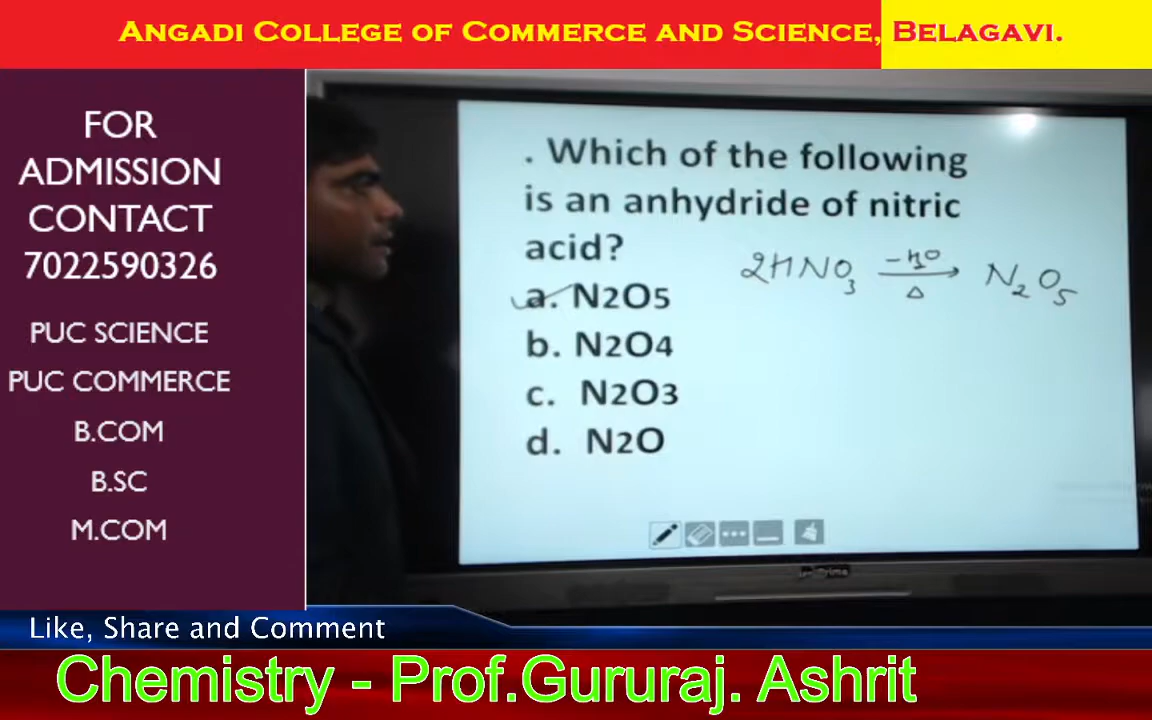 ANGADI COLLEGE OF COMMERCE AND SCIENCE, BELAGAVI.
FOR
ADMISSION
CONTACT
7022590326
PUC SCIENCE
PUC COMMERCE
B.COM
B.SC
M.COM
. Which of the following
is an anhydride of nitric
acid?
a. N2O5
b. N2O4
c. N2O3
d. N2O
2HNO3 -H2O Δ → N2O5
Like, Share and Comment
Chemistry - Prof.Gururaj. Ashrit